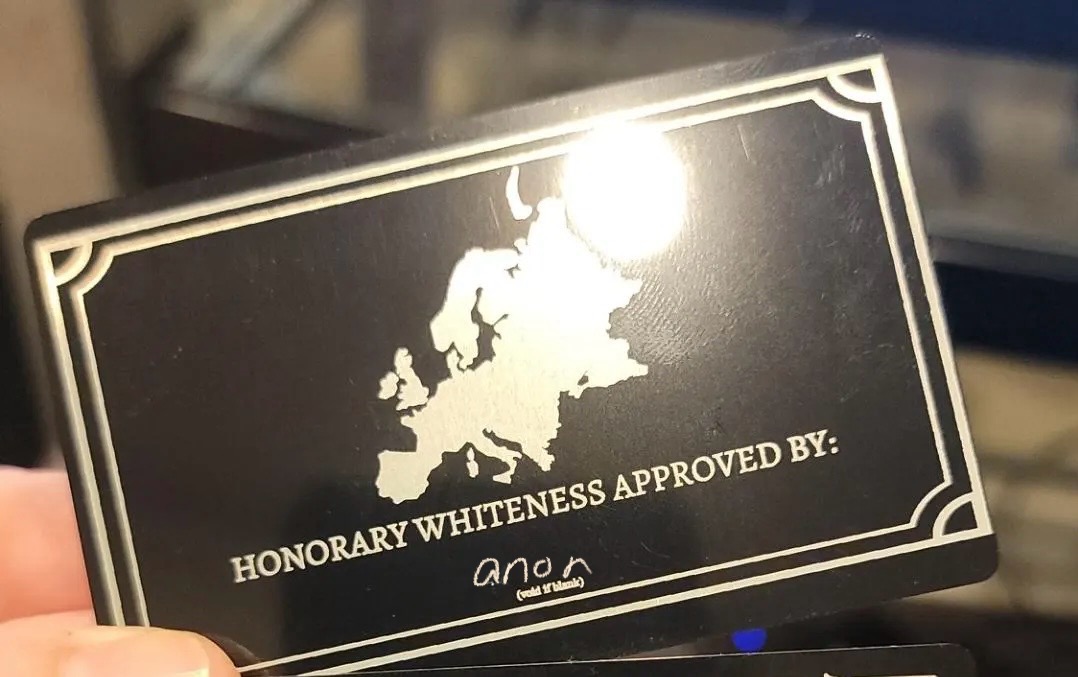 HONORARY WHITENESS APPROVED BY:
anon
(void if blank)